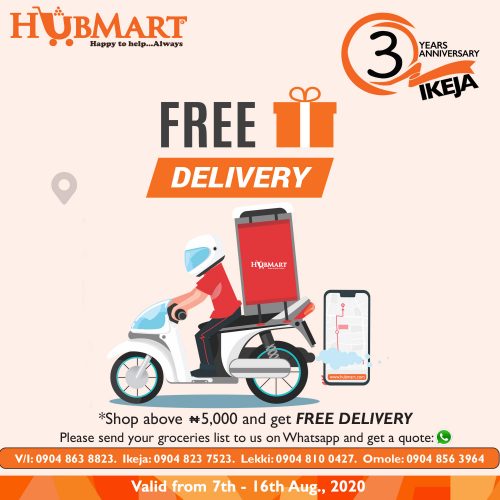 HUBMART
Happy to help...Always
3 YEARS
ANNIVERSARY
IKEJA
FREE
DELIVERY
HUBMART
*Shop above ₦5,000 and get FREE DELIVERY
Please send your groceries list to us on Whatsapp and get a quote:
V/I: 0904 863 8823. Ikeja: 0904 823 7523. Lekki: 0904 810 0427. Omole: 0904 856 3964
Valid from 7th - 16th Aug., 2020